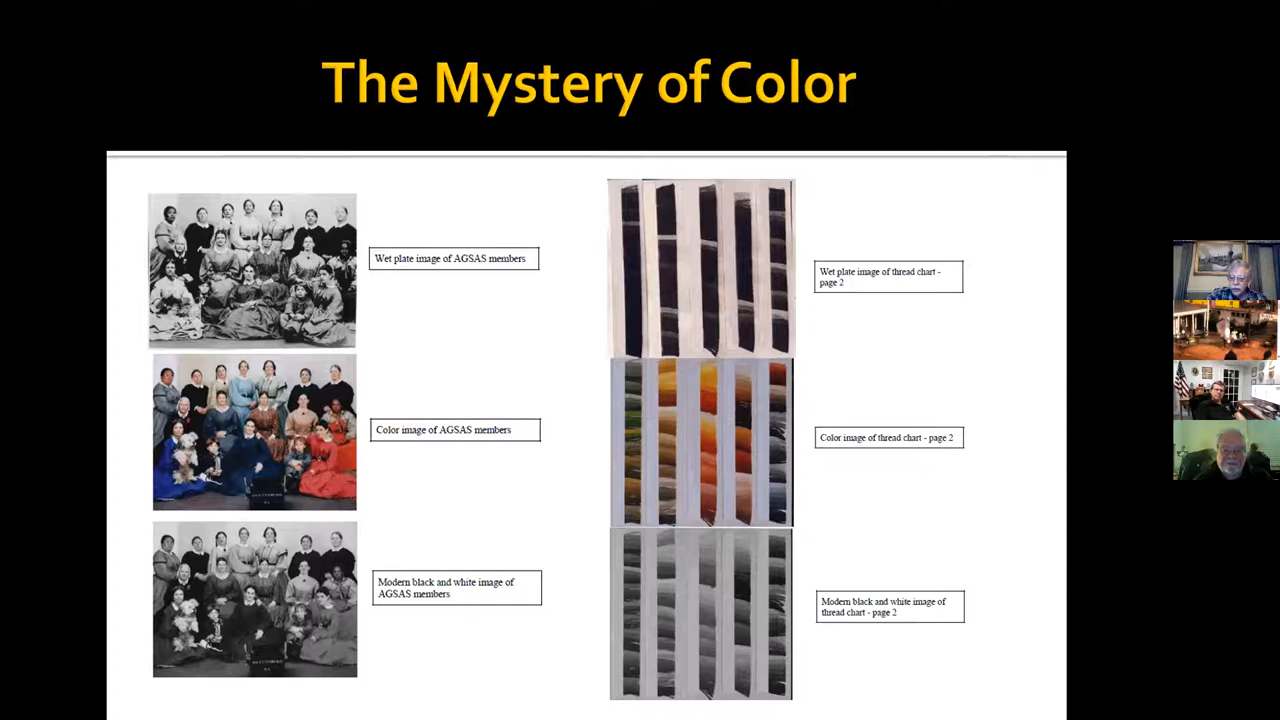 The Mystery of Color
Wet plate image of AGSAS members
Color image of AGSAS members
Modern black and white image of
AGSAS members
Wet plate image of thread chart -
page 2
Color image of thread chart - page 2
Modern black and white image of
thread chart - page 2